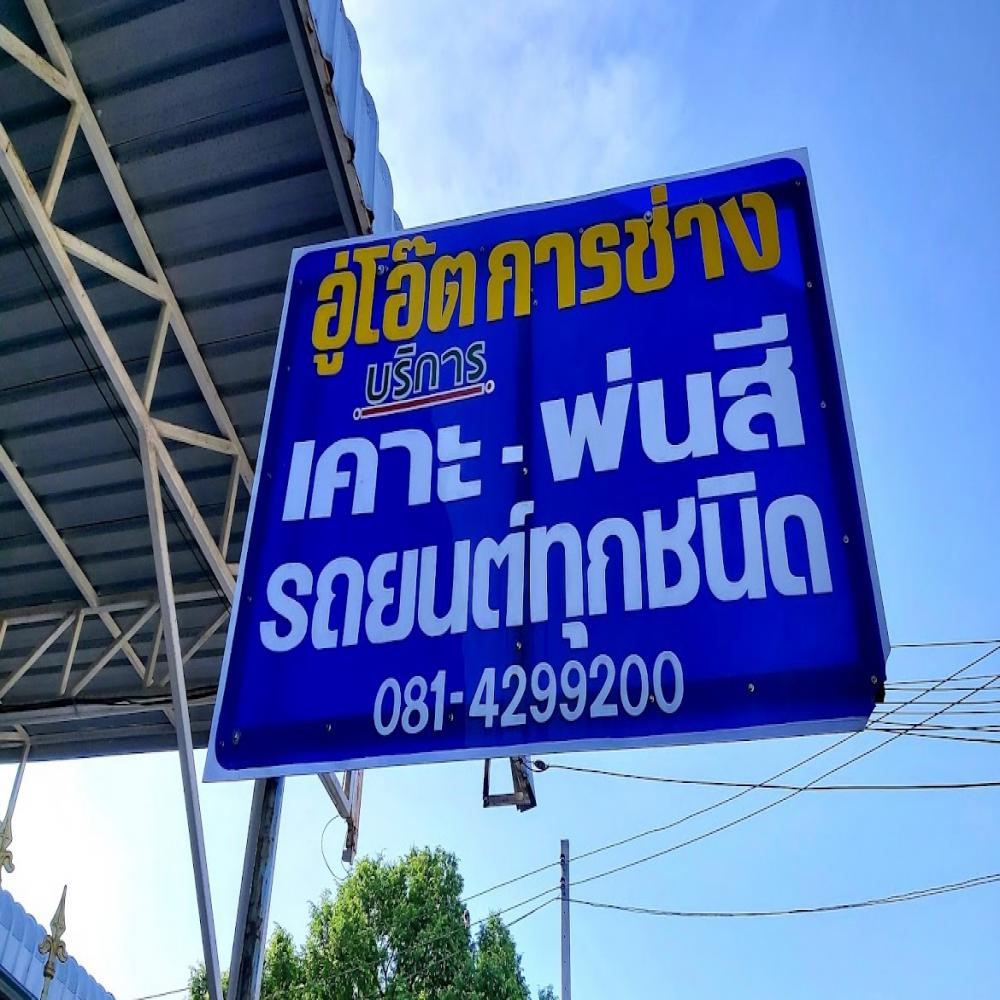 อู่โอ๊ตการช่าง
บริการ
เคาะ - พ่นสี
รถยนต์ทุกชนิด
081-4299200